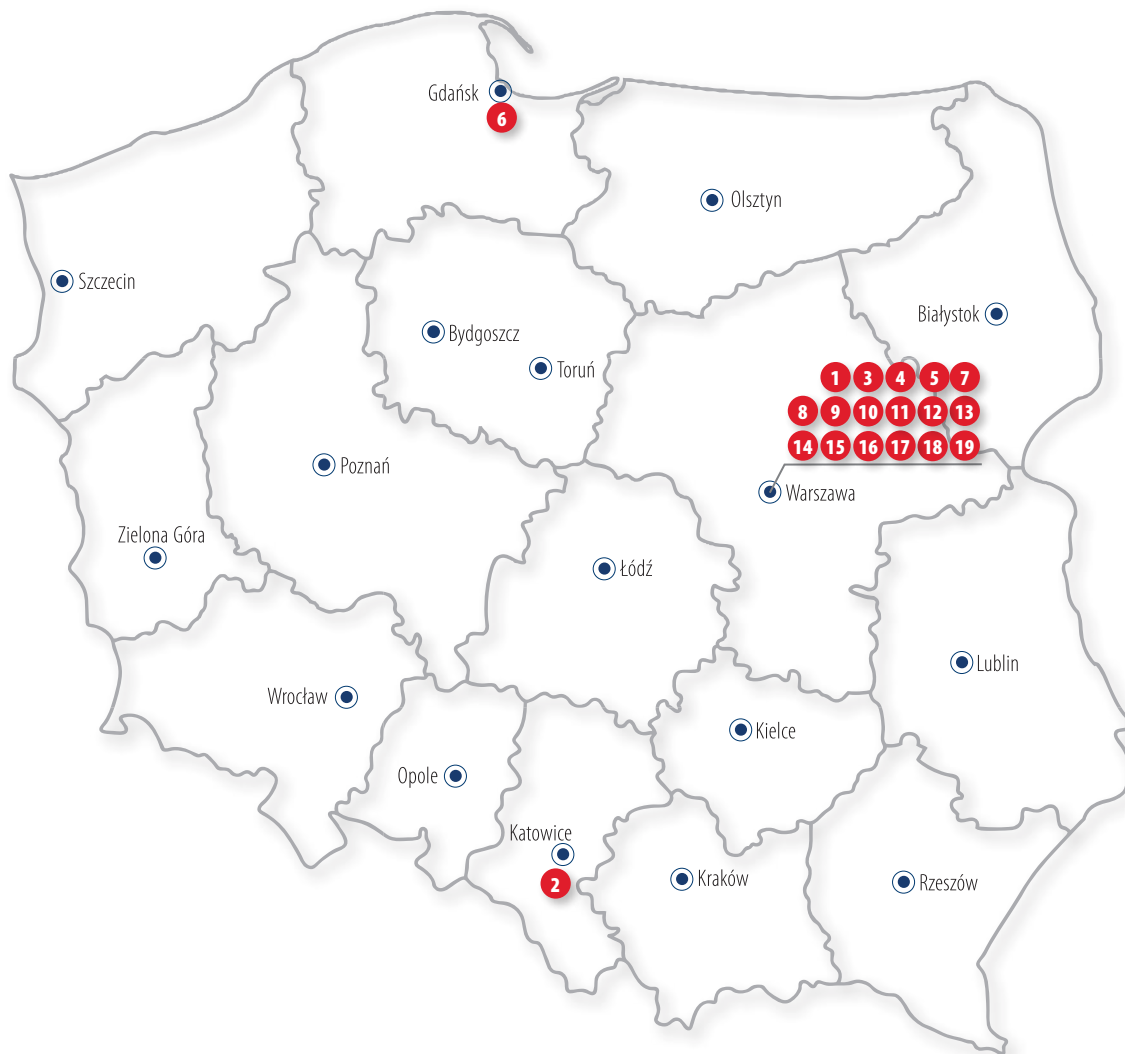 Gdańsk
6
Olsztyn
Szczecin
Białystok
Bydgoszcz
Toruń
1 3 4 5 7
8 9 10 11 12 13
14 15 16 17 18 19
Poznań
Warszawa
Zielona Góra
Łódź
Lublin
Wrocław
Kielce
Opole
Katowice
2
Kraków
Rzeszów